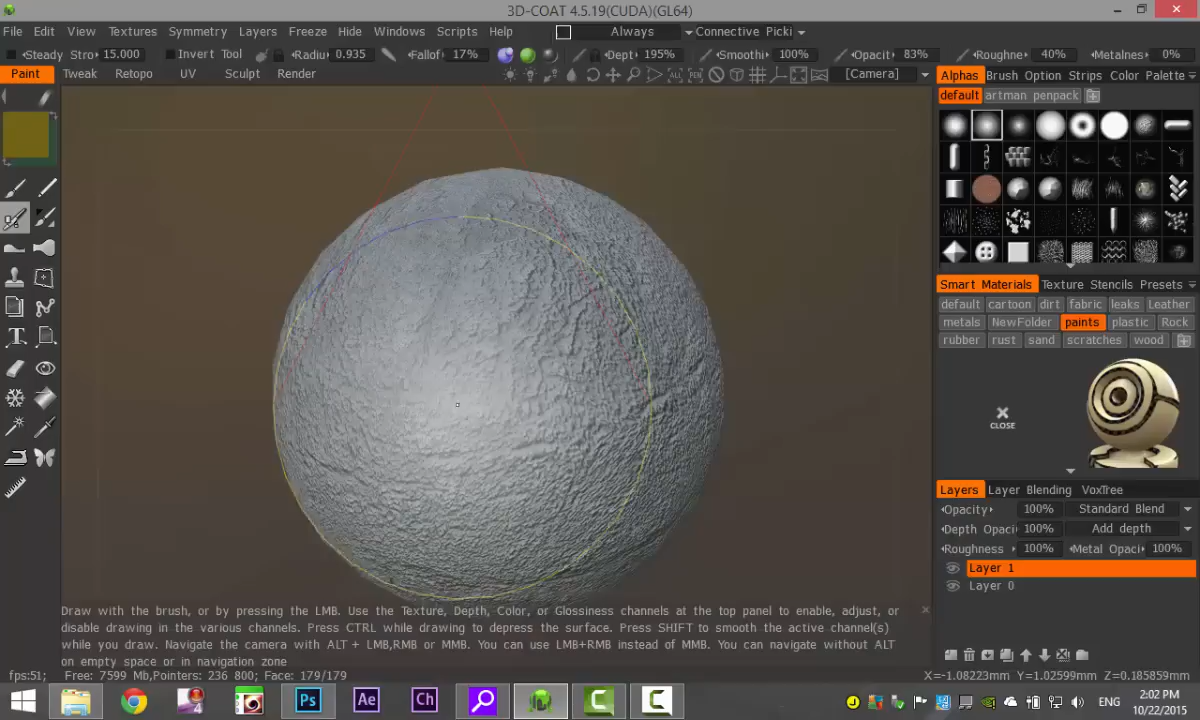 3D-COAT 4.5.19(CUDA)(GL64)
File Edit View Textures Symmetry Layers Freeze Hide Windows Scripts Help Always Connective Picki
Steady Stro 15.000 Invert Tool Radiu 0.935 Fallof 17% Dept 195% Smooth 100% Opaci 83% Roughne 40% Metalnes 0%
Paint Tweak Retopo UV Sculpt Render [Camera] Alphas Brush Option Strips Color Palette
default artman penpack
ALL
Smart Materials Texture Stencils Presets
default cartoon dirt fabric leaks Leather
metals NewFolder paints plastic Rock
rubber rust sand scratches wood
CLOSE
Layers Layer Blending VoxTree
Opacity 100% Standard Blend
Depth Opaci 100% Add depth
Roughness 100% Metal Opaci 100%
Layer 1
Layer 0
Draw with the brush, or by pressing the LMB. Use the Texture, Depth, Color, or Glossiness channels at the top panel to enable, adjust, or
disable drawing in the various channels. Press CTRL while drawing to depress the surface. Press SHIFT to smooth the active channel(s)
while you draw. Navigate the camera with ALT + LMB,RMB or MMB. You can use LMB+RMB instead of MMB. You can navigate without ALT
on empty space or in navigation zone
fps:51; Free: 7599 Mb,Pointers: 236 800; Face: 179/179 X=-1.08223mm Y=1.02599mm Z=0.185859mm
Ps Ae Ch ENG 2:02 PM
10/22/2015